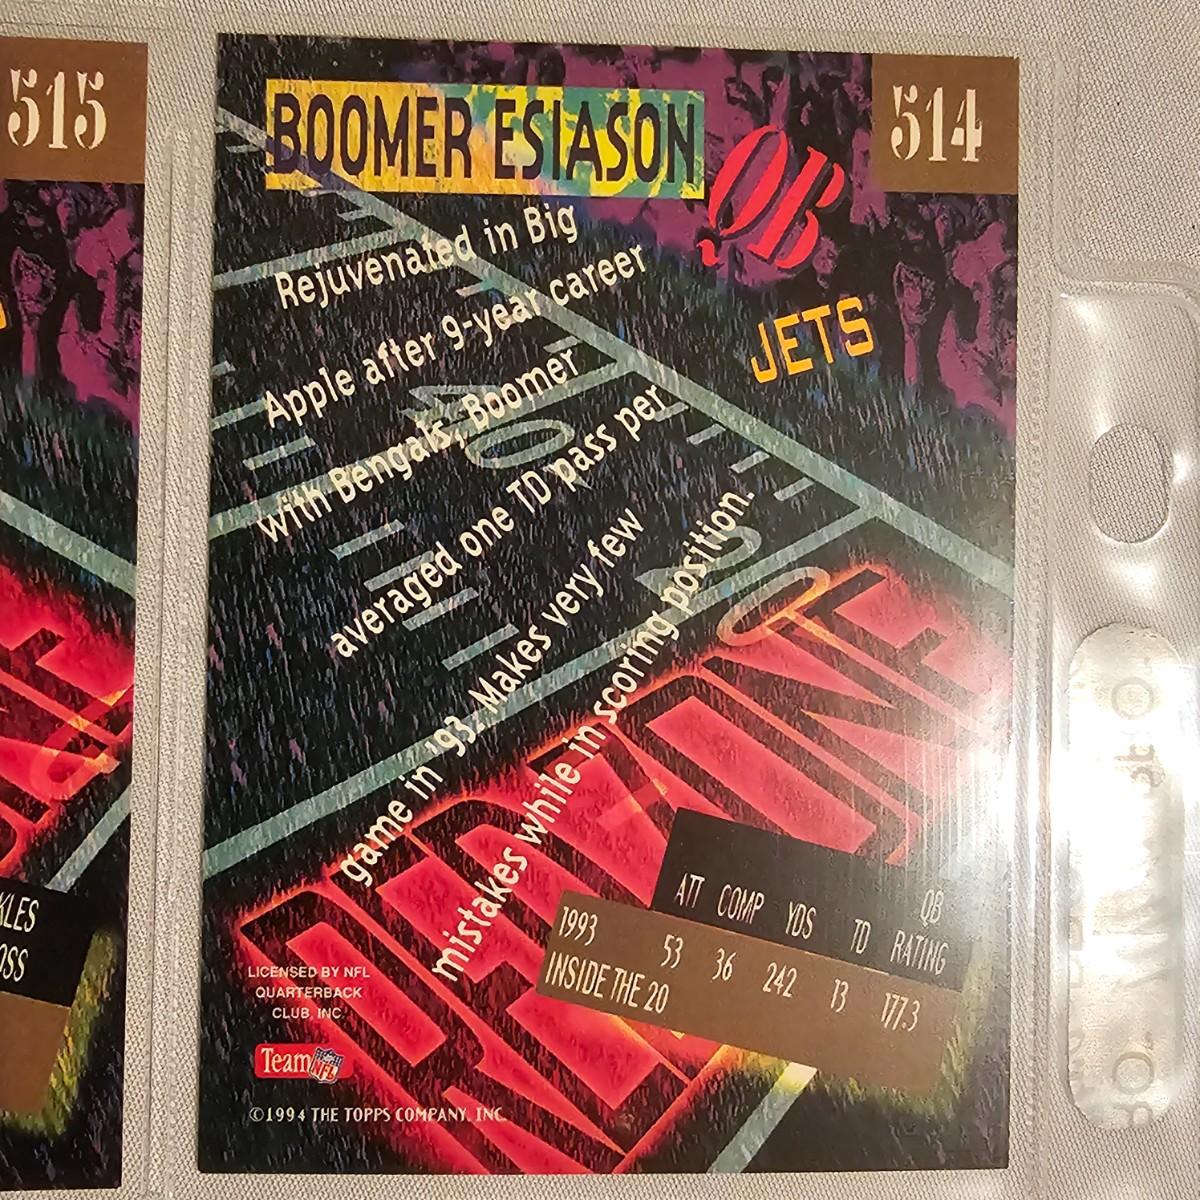 515
BOOMER ESIASON
QB
514
JETS
Rejuvenated in Big
Apple after 9-year career
with Bengals, Boomer
averaged one TD pass per
game in '93. Makes very few
mistakes while in scoring position.
ATT COMP YDS TD QB RATING
1993 INSIDE THE 20 53 36 242 13 177.3
LICENSED BY NFL
QUARTERBACK
CLUB, INC.
Team NFL
©1994 THE TOPPS COMPANY, INC.